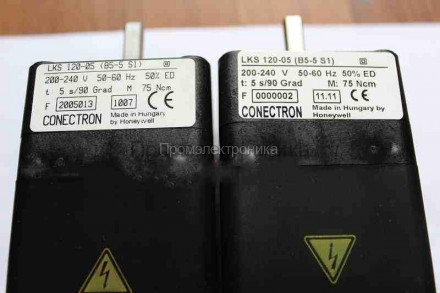 LKS 120-05 (B5-5 S1)
200-240 V 50-60 Hz 50% ED
t: 5 s/90 Grad M: 75 Ncm
F 2005013 1007
CONECTRON Made in Hungary
by Honeywell
LKS 120-05 (B5-5 S1)
200-240 V 50-60 Hz 50% ED
t: 5 s/90 Grad M: 75 Ncm
F 0000002 11.11
CONECTRON Made in Hungary by
Honeywell
Промэлектроника